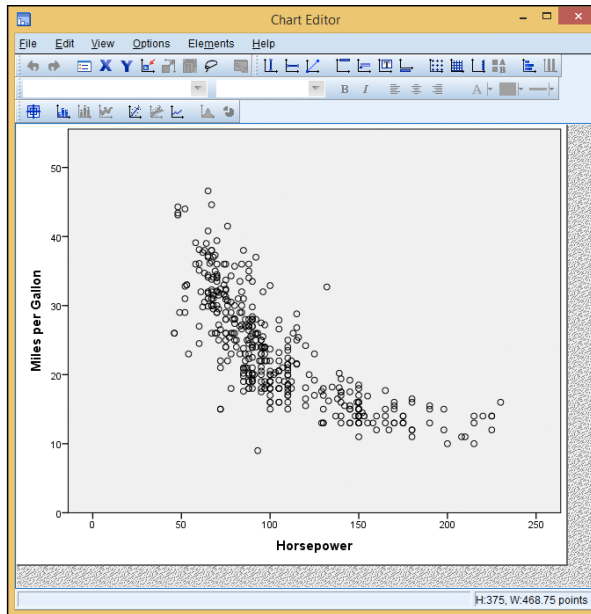 Chart Editor
File Edit View Options Elements Help
X Y
B I A
50
40
30
20
10
0
Miles per Gallon
0 50 100 150 200 250
Horsepower
H:375, W:468.75 points